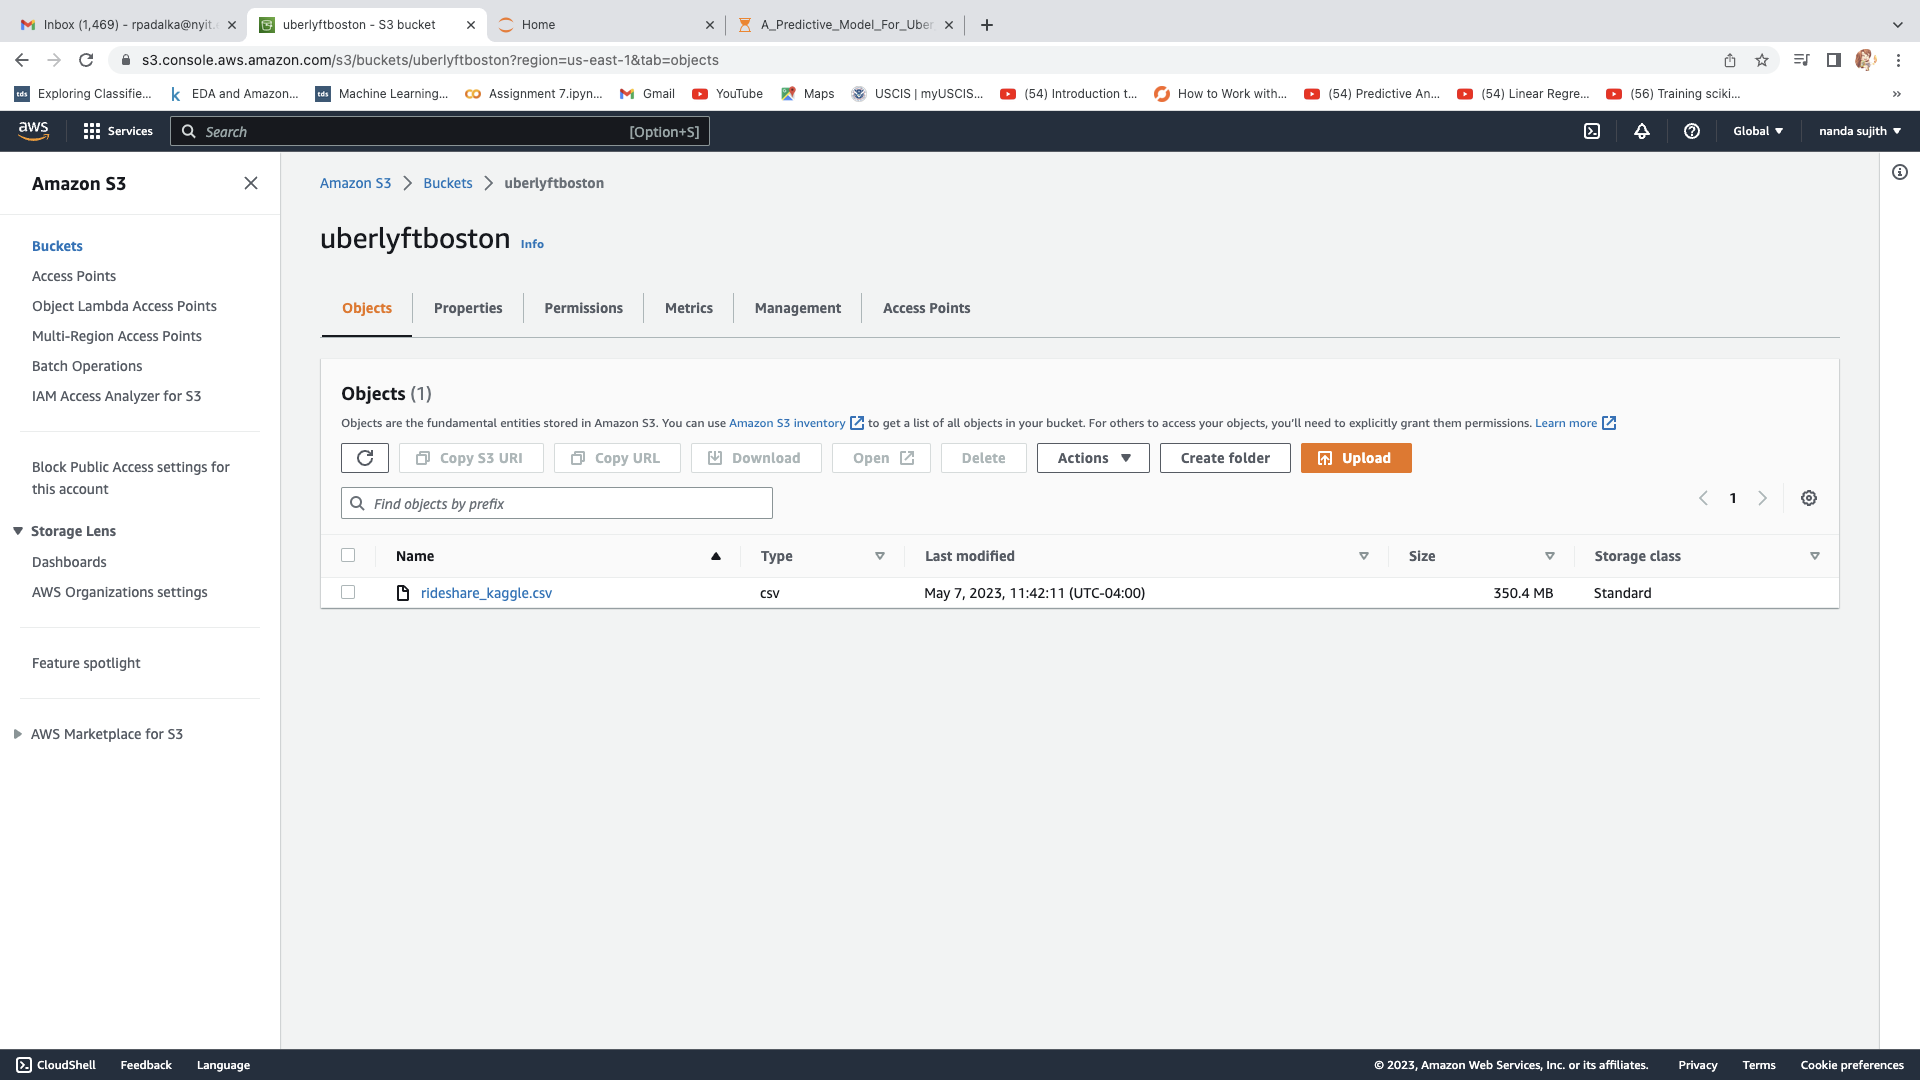 Inbox (1,469) - rpadalka@nyit.e
uberlyftboston - S3 bucket
Home
A_Predictive_Model_For_Uber
s3.console.aws.amazon.com/s3/buckets/uberlyftboston?region=us-east-1&tab=objects
tds Exploring Classifie...
k EDA and Amazon...
tds Machine Learning...
Assignment 7.ipyn...
Gmail
YouTube
Maps
USCIS | myUSCIS...
(54) Introduction t...
How to Work with...
(54) Predictive An...
(54) Linear Regre...
(56) Training sciki...
aws
Services
Search
[Option+S]
Global
nanda sujith
Amazon S3
Buckets
Access Points
Object Lambda Access Points
Multi-Region Access Points
Batch Operations
IAM Access Analyzer for S3
Block Public Access settings for
this account
Storage Lens
Dashboards
AWS Organizations settings
Feature spotlight
AWS Marketplace for S3
Amazon S3 > Buckets > uberlyftboston
uberlyftboston Info
Objects
Properties
Permissions
Metrics
Management
Access Points
Objects (1)
Objects are the fundamental entities stored in Amazon S3. You can use Amazon S3 inventory to get a list of all objects in your bucket. For others to access your objects, you'll need to explicitly grant them permissions. Learn more
Copy S3 URI
Copy URL
Download
Open
Delete
Actions
Create folder
Upload
Find objects by prefix
1
Name Type Last modified Size Storage class
rideshare_kaggle.csv csv May 7, 2023, 11:42:11 (UTC-04:00) 350.4 MB Standard
CloudShell Feedback Language
© 2023, Amazon Web Services, Inc. or its affiliates. Privacy Terms Cookie preferences